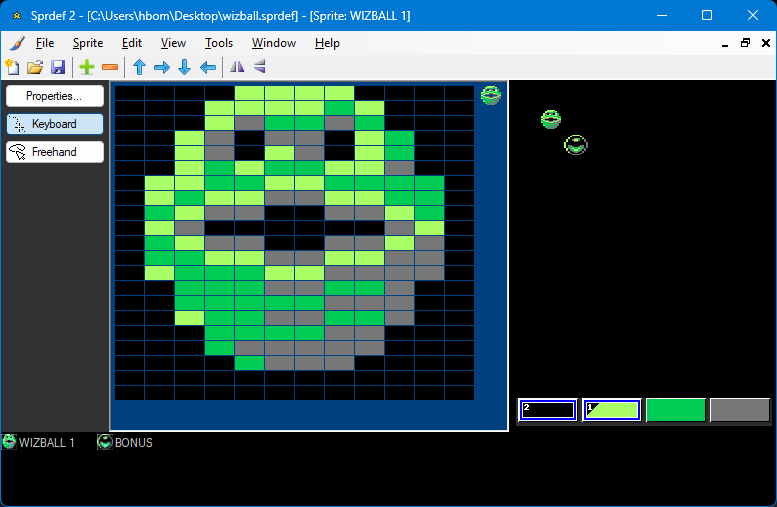 Sprdef 2 - [C:\Users\hbom\Desktop\wizball.sprdef] - [Sprite: WIZBALL 1]
File Sprite Edit View Tools Window Help
Properties...
Keyboard
Freehand
2 1
WIZBALL 1 BONUS